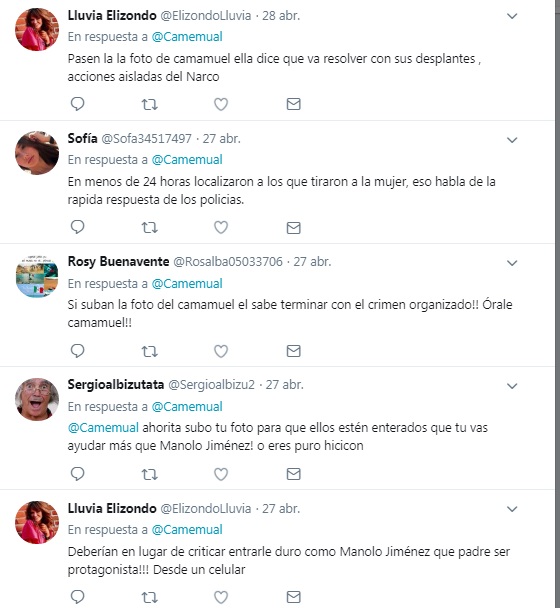 Lluvia Elizondo @ElizondoLluvia · 28 abr.
En respuesta a @Camemual
Pasen la la foto de camamuel ella dice que va resolver con sus desplantes ,
acciones aisladas del Narco
Sofía @Sofa34517497 · 27 abr.
En respuesta a @Camemual
En menos de 24 horas localizaron a los que tiraron a la mujer, eso habla de la
rapida respuesta de los policias.
Rosy Buenavente @Rosalba05033706 · 27 abr.
En respuesta a @Camemual
Si suban la foto del camamuel el sabe terminar con el crimen organizado!! Órale
camamuel!!
Sergioalbizutata @Sergioalbizu2 · 27 abr.
En respuesta a @Camemual
@Camemual ahorita subo tu foto para que ellos estén enterados que tu vas
ayudar más que Manolo Jiménez! o eres puro hicicon
Lluvia Elizondo @ElizondoLluvia · 27 abr.
En respuesta a @Camemual
Deberían en lugar de criticar entrarle duro como Manolo Jiménez que padre ser
protagonista!!! Desde un celular